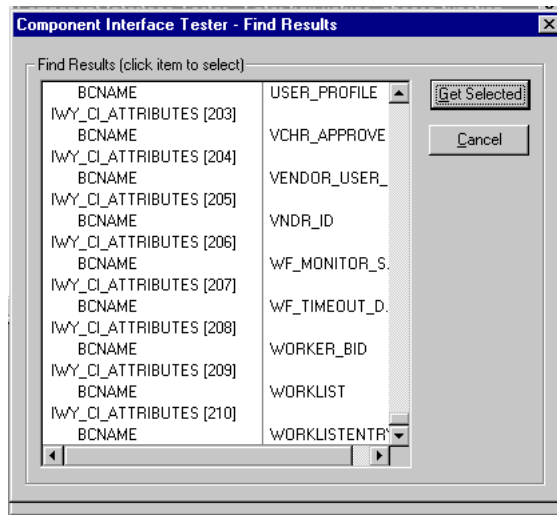 Component Interface Tester - Find Results
Find Results (click item to select)
BCNAME USER_PROFILE
IWY_CI_ATTRIBUTES [203]
BCNAME VCHR_APPROVE
IWY_CI_ATTRIBUTES [204]
BCNAME VENDOR_USER_
IWY_CI_ATTRIBUTES [205]
BCNAME VNDR_ID
IWY_CI_ATTRIBUTES [206]
BCNAME WF_MONITOR_S.
IWY_CI_ATTRIBUTES [207]
BCNAME WF_TIMEOUT_D.
IWY_CI_ATTRIBUTES [208]
BCNAME WORKER_BID
IWY_CI_ATTRIBUTES [209]
BCNAME WORKLIST
IWY_CI_ATTRIBUTES [210]
BCNAME WORKLISTENTRY
Get Selected
Cancel